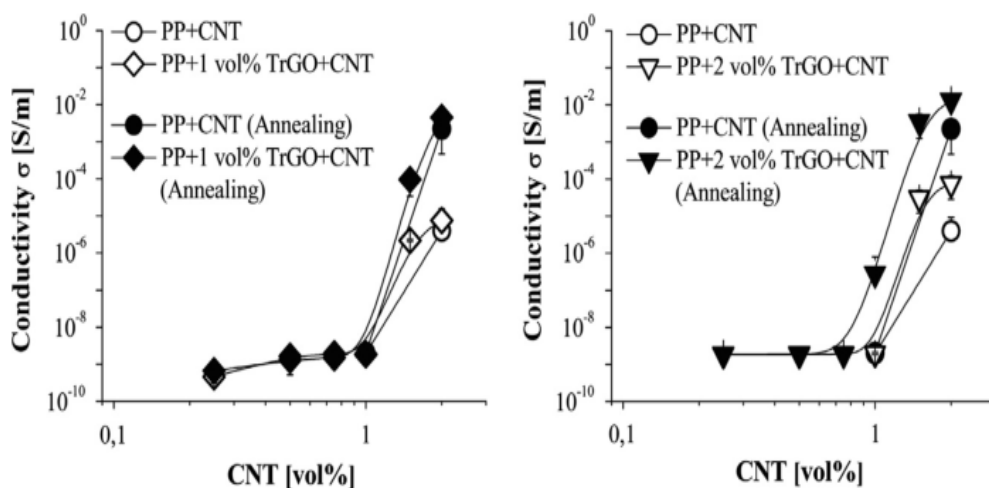 PP+CNT
PP+1 vol% TrGO+CNT
PP+CNT (Annealing)
PP+1 vol% TrGO+CNT
(Annealing)
Conductivity σ [S/m]
10^0
10^-2
10^-4
10^-6
10^-8
10^-10
0,1
1
CNT [vol%]
PP+CNT
PP+2 vol% TrGO+CNT
PP+CNT (Annealing)
PP+2 vol% TrGO+CNT
(Annealing)
Conductivity σ [S/m]
10^0
10^-2
10^-4
10^-6
10^-8
10^-10
0,1
1
CNT [vol%]